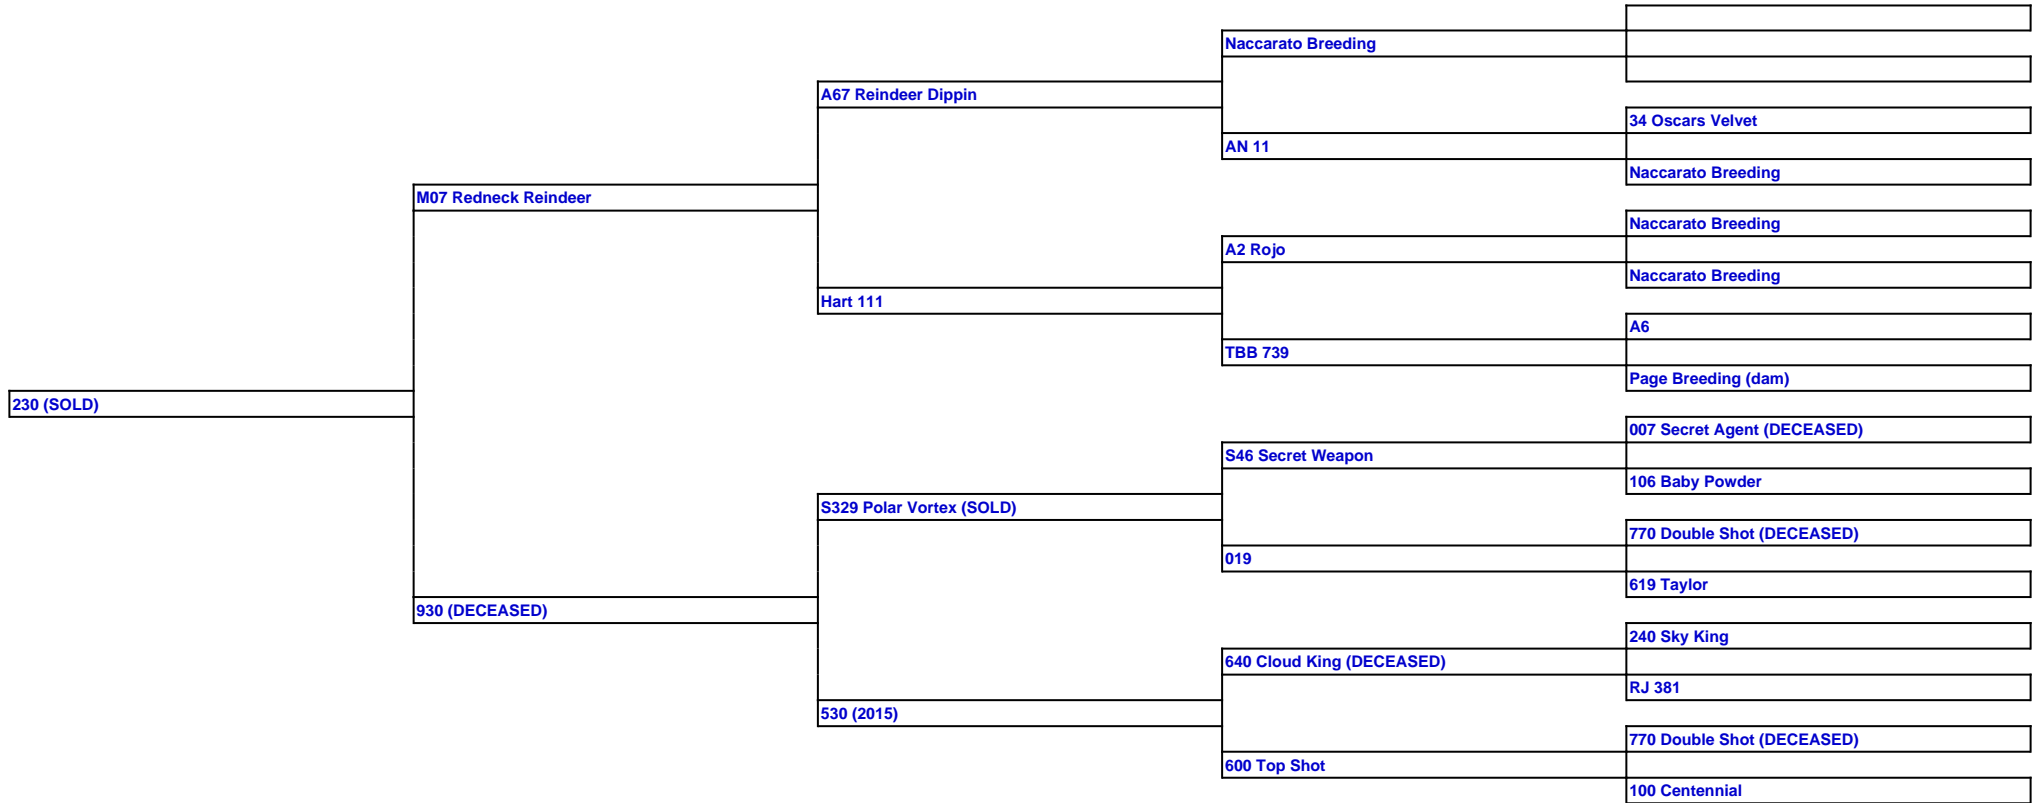 Naccarato Breeding
A67 Reindeer Dippin
34 Oscars Velvet
AN 11
Naccarato Breeding
M07 Redneck Reindeer
Naccarato Breeding
A2 Rojo
Naccarato Breeding
Hart 111
A6
TBB 739
Page Breeding (dam)
230 (SOLD)
007 Secret Agent (DECEASED)
S46 Secret Weapon
106 Baby Powder
S329 Polar Vortex (SOLD)
770 Double Shot (DECEASED)
019
619 Taylor
930 (DECEASED)
240 Sky King
640 Cloud King (DECEASED)
RJ 381
530 (2015)
770 Double Shot (DECEASED)
600 Top Shot
100 Centennial